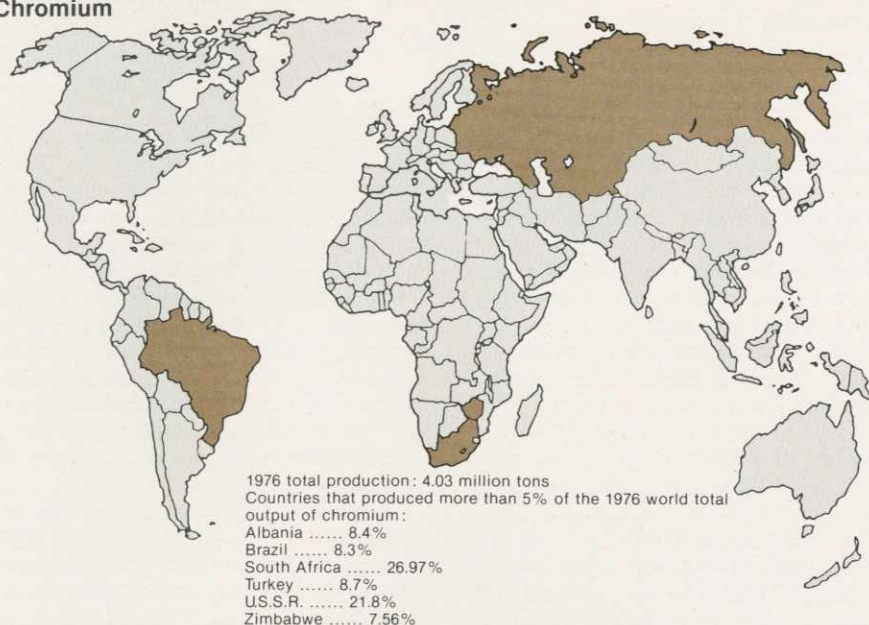 Chromium
1976 total production: 4.03 million tons
Countries that produced more than 5% of the 1976 world total
output of chromium:
Albania ...... 8.4%
Brazil ...... 8.3%
South Africa ...... 26.97%
Turkey ...... 8.7%
U.S.S.R. ...... 21.8%
Zimbabwe ...... 7.56%